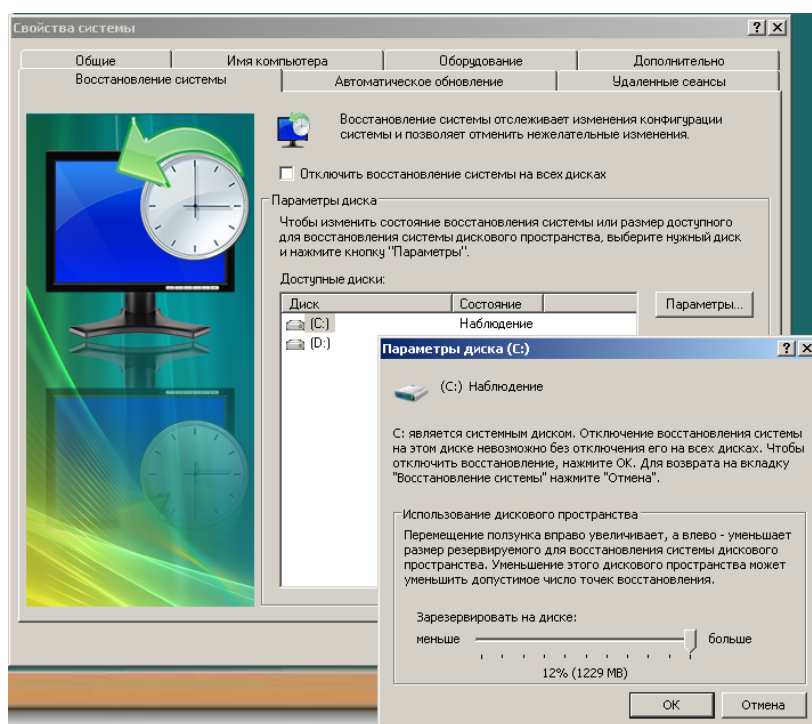 Свойства системы
Общие
Имя компьютера
Оборудование
Дополнительно
Восстановление системы
Автоматическое обновление
Удаленные сеансы
Восстановление системы отслеживает изменения конфигурации
системы и позволяет отменить нежелательные изменения.
Отключить восстановление системы на всех дисках
Параметры диска
Чтобы изменить состояние восстановления системы или размер доступного
для восстановления системы дискового пространства, выберите нужный диск
и нажмите кнопку "Параметры".
Доступные диски:
Диск
Состояние
Параметры...
(C:)
Наблюдение
(D:)
Параметры диска (C:)
(C:) Наблюдение
C: является системным диском. Отключение восстановления системы
на этом диске невозможно без отключения его на всех дисках. Чтобы
отключить восстановление, нажмите ОК. Для возврата на вкладку
"Восстановление системы" нажмите "Отмена".
Использование дискового пространства
Перемещение ползунка вправо увеличивает, а влево - уменьшает
размер резервируемого для восстановления системы дискового
пространства. Уменьшение этого дискового пространства может
уменьшить допустимое число точек восстановления.
Зарезервировать на диске:
меньше
больше
12% (1229 MB)
ОК
Отмена